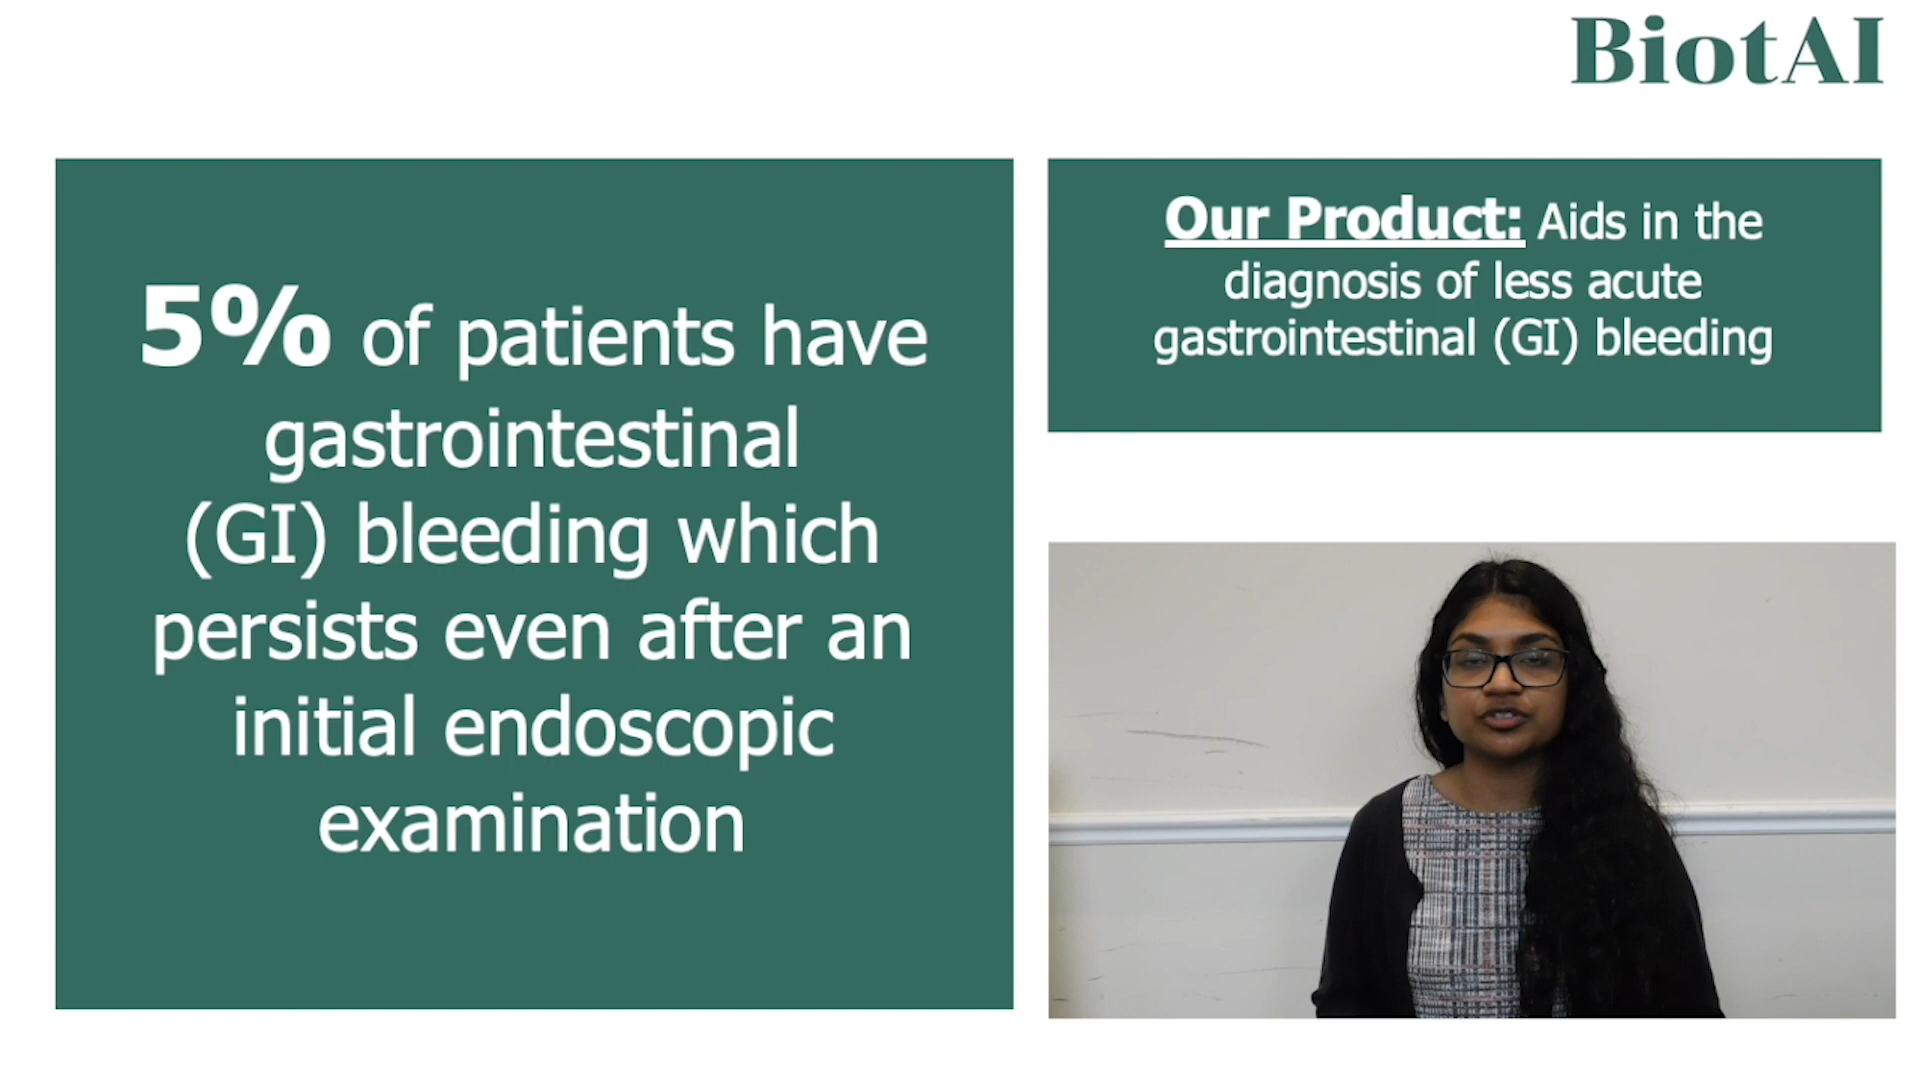 BiotAI
5% of patients have
gastrointestinal
(GI) bleeding which
persists even after an
initial endoscopic
examination
Our Product: Aids in the
diagnosis of less acute
gastrointestinal (GI) bleeding